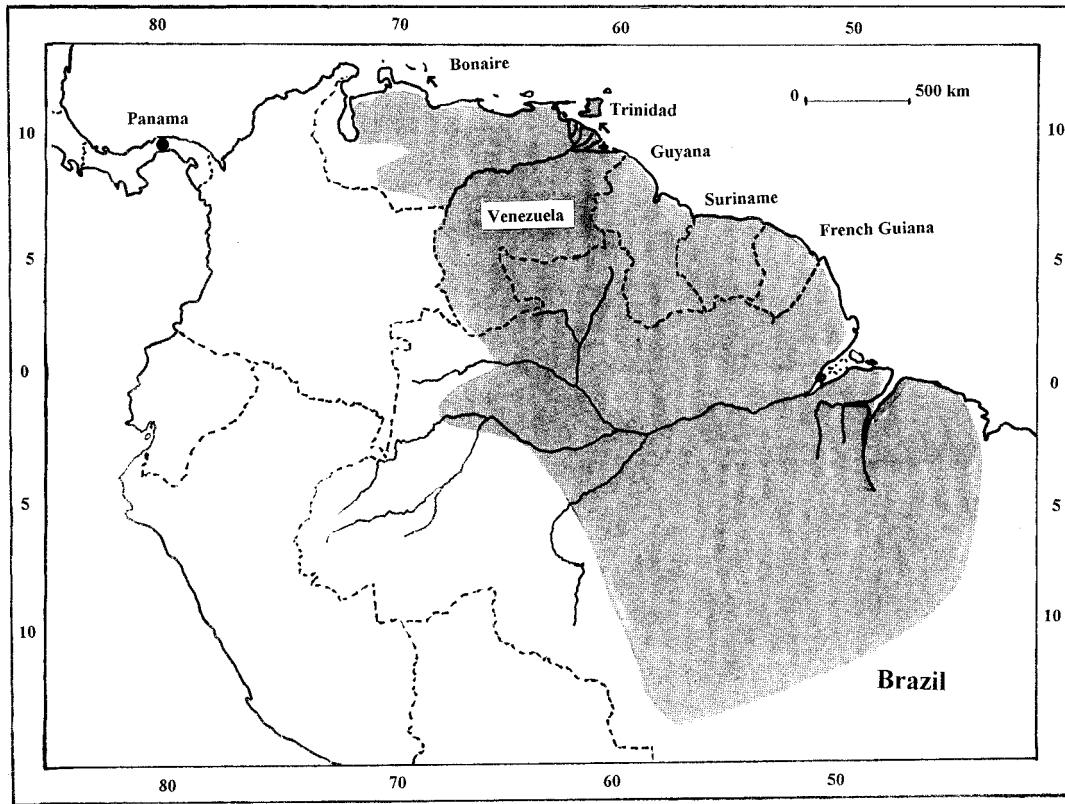 80 70 60 50
Bonaire
0 500 km
Trinidad
Panama
10 10
Guyana
Suriname
Venezuela
French Guiana
5 5
0 0
5 5
10 10
Brazil
80 70 60 50